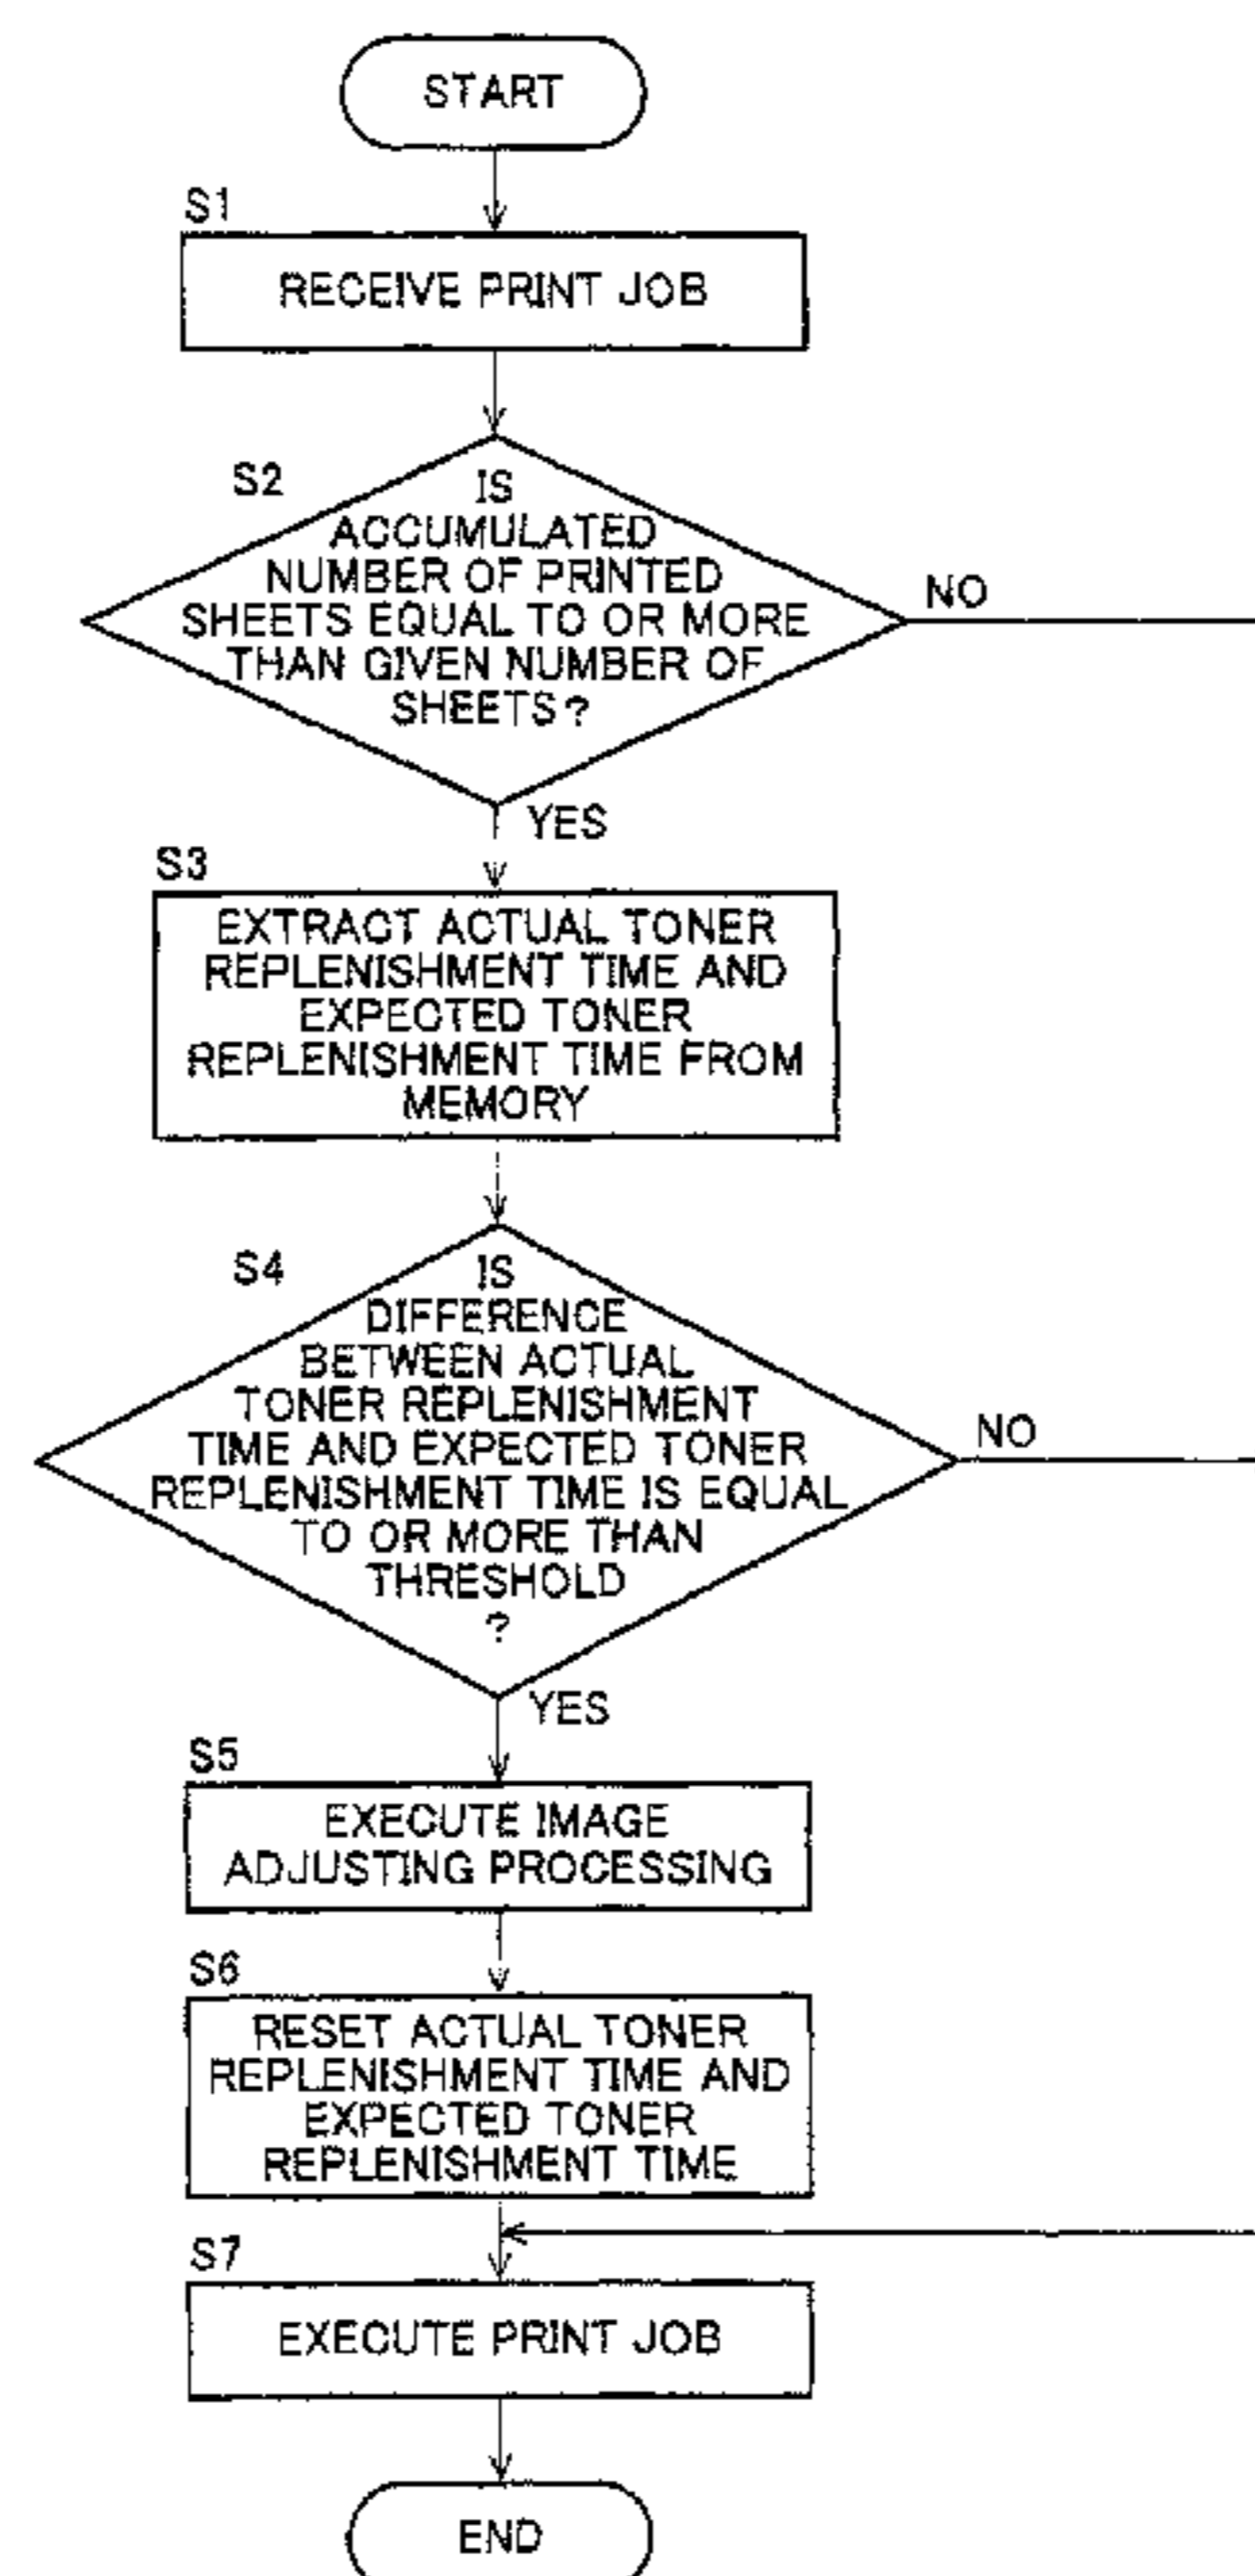 START
S1
RECEIVE PRINT JOB
S2
IS
ACCUMULATED
NUMBER OF PRINTED
SHEETS EQUAL TO OR MORE
THAN GIVEN NUMBER OF
SHEETS?
NO
YES
S3
EXTRACT ACTUAL TONER
REPLENISHMENT TIME AND
EXPECTED TONER
REPLENISHMENT TIME FROM
MEMORY
S4
IS
DIFFERENCE
BETWEEN ACTUAL
TONER REPLENISHMENT
TIME AND EXPECTED TONER
REPLENISHMENT TIME IS EQUAL
TO OR MORE THAN
THRESHOLD
?
NO
YES
S5
EXECUTE IMAGE
ADJUSTING PROCESSING
S6
RESET ACTUAL TONER
REPLENISHMENT TIME AND
EXPECTED TONER
REPLENISHMENT TIME
S7
EXECUTE PRINT JOB
END